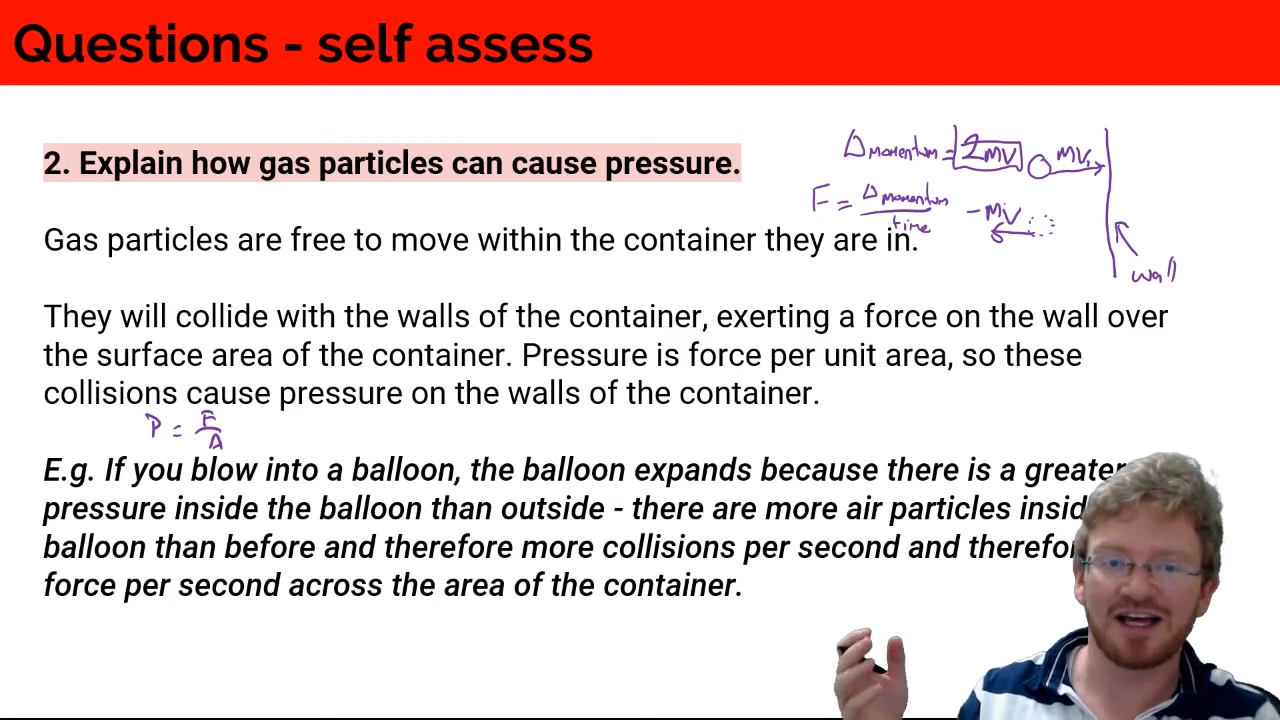 Questions - self assess
2. Explain how gas particles can cause pressure.
Δmomentum = 2mv mv
F = Δmomentum / time -mv
wall
Gas particles are free to move within the container they are in.
They will collide with the walls of the container, exerting a force on the wall over
the surface area of the container. Pressure is force per unit area, so these
collisions cause pressure on the walls of the container.
P = F / A
E.g. If you blow into a balloon, the balloon expands because there is a greater
pressure inside the balloon than outside - there are more air particles insid
balloon than before and therefore more collisions per second and therefo
force per second across the area of the container.